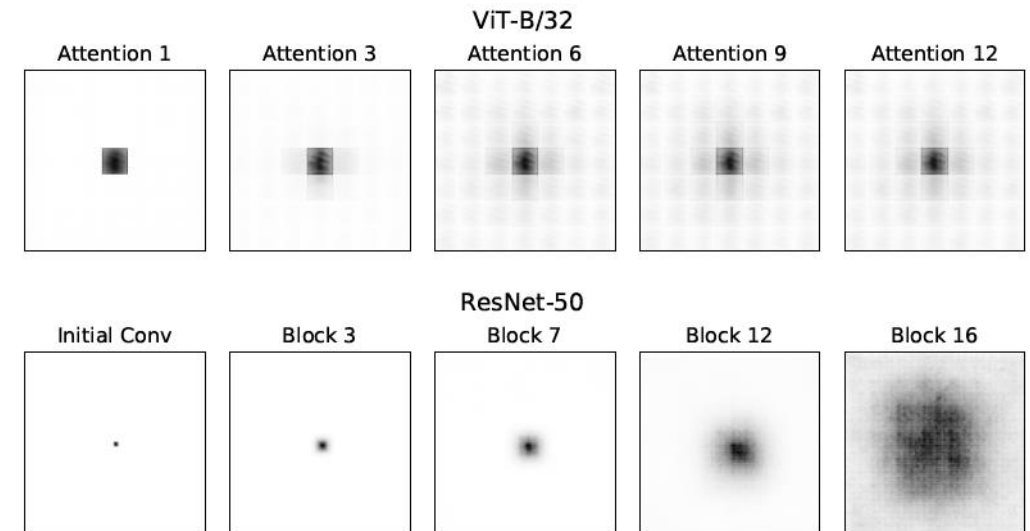 ViT-B/32
Attention 1 Attention 3 Attention 6 Attention 9 Attention 12
ResNet-50
Initial Conv Block 3 Block 7 Block 12 Block 16